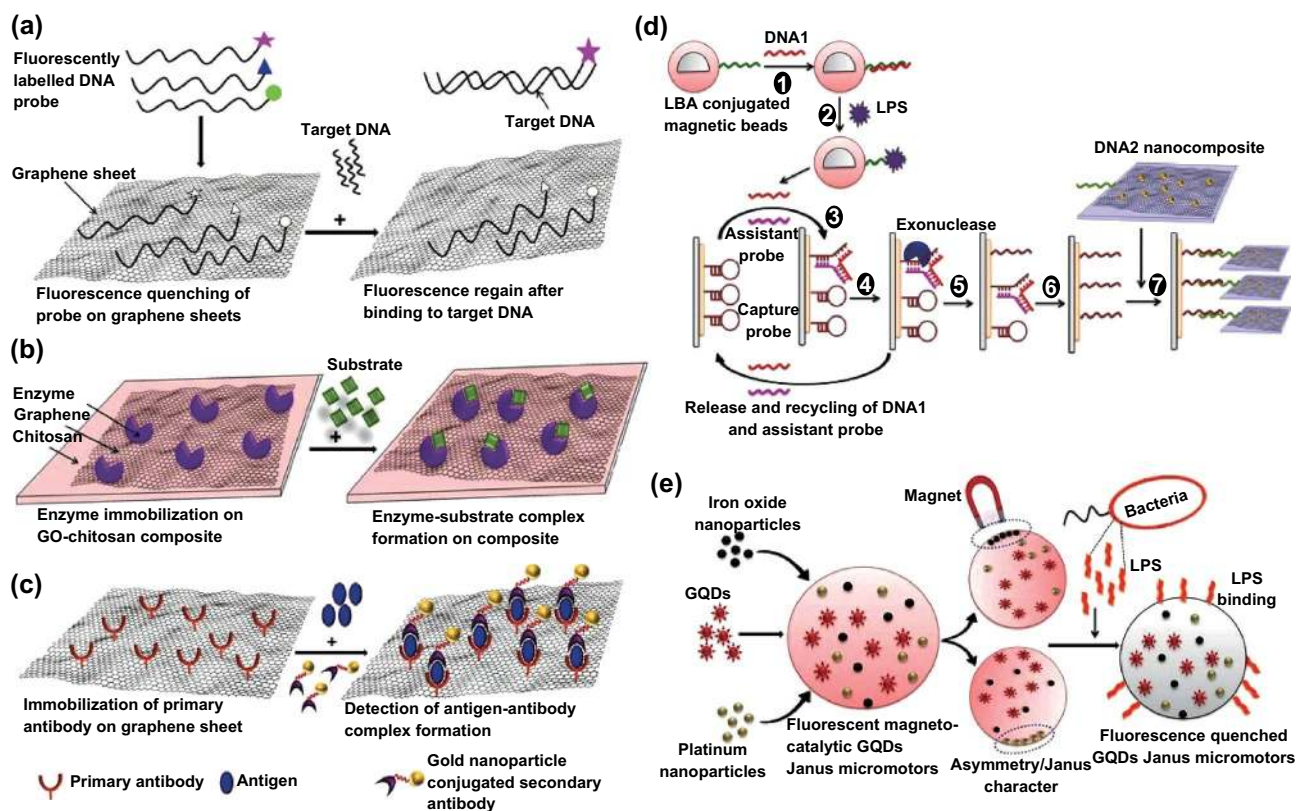 (a)
Fluorescently
labelled DNA
probe
Target DNA
Target DNA
Graphene sheet
+
Fluorescence quenching of
probe on graphene sheets
Fluorescence regain after
binding to target DNA
(b)
Substrate
Enzyme
Graphene
Chitosan
+
Enzyme immobilization on
GO-chitosan composite
Enzyme-substrate complex
formation on composite
(c)
+
Immobilization of primary
antibody on graphene sheet
Detection of antigen-antibody
complex formation
Primary antibody
Antigen
Gold nanoparticle
conjugated secondary
antibody
(d)
DNA1
1
LBA conjugated
magnetic beads
2
LPS
DNA2 nanocomposite
3
Assistant
probe
Exonuclease
4
5
6
7
Capture
probe
Release and recycling of DNA1
and assistant probe
(e)
Iron oxide
nanoparticles
Magnet
Bacteria
GQDs
LPS
LPS
binding
Platinum
nanoparticles
Fluorescent magneto-
catalytic GQDs
Janus micromotors
Asymmetry/Janus
character
Fluorescence quenched
GQDs Janus micromotors